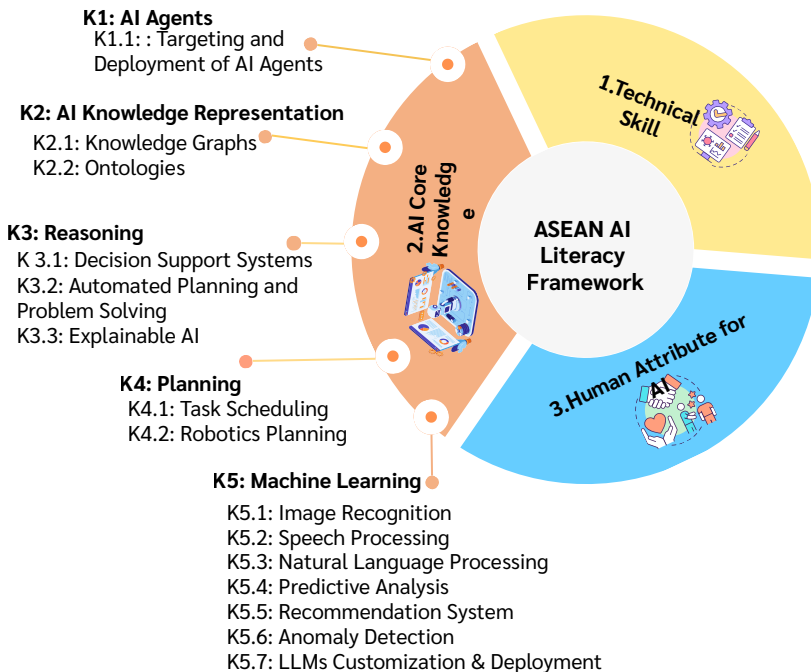 K1: AI Agents
K1.1: : Targeting and
Deployment of AI Agents
K2: AI Knowledge Representation
K2.1: Knowledge Graphs
K2.2: Ontologies
K3: Reasoning
K 3.1: Decision Support Systems
K3.2: Automated Planning and
Problem Solving
K3.3: Explainable AI
K4: Planning
K4.1: Task Scheduling
K4.2: Robotics Planning
K5: Machine Learning
K5.1: Image Recognition
K5.2: Speech Processing
K5.3: Natural Language Processing
K5.4: Predictive Analysis
K5.5: Recommendation System
K5.6: Anomaly Detection
K5.7: LLMs Customization & Deployment
1.Technical
Skill
2.AI Core
Knowledg
e
ASEAN AI
Literacy
Framework
3.Human Attribute for
AI